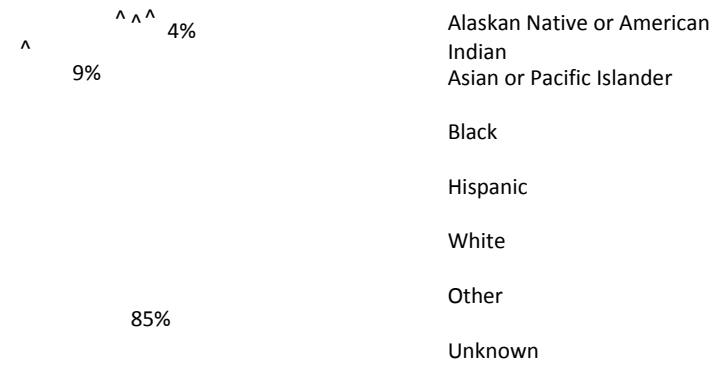 ^ ^ ^ 4%
^
9%
85%
Alaskan Native or American
Indian
Asian or Pacific Islander
Black
Hispanic
White
Other
Unknown